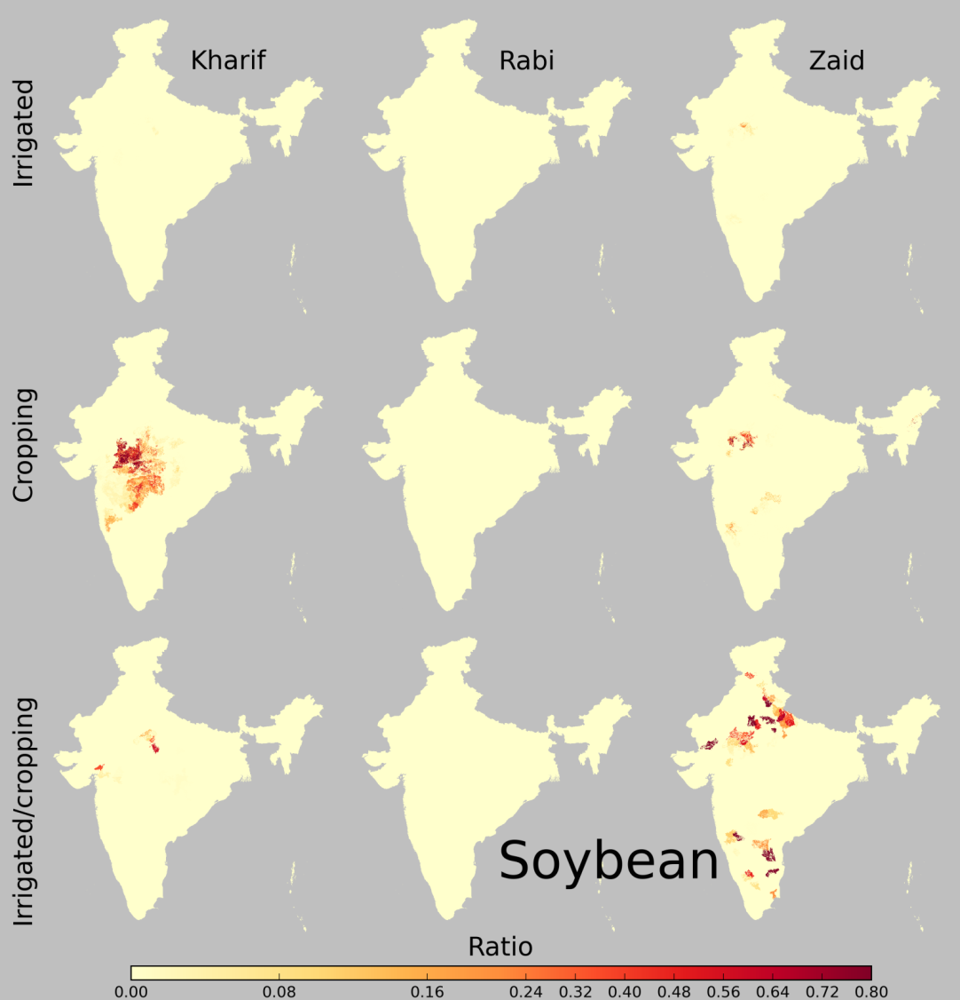 Kharif
Rabi
Zaid
Irrigated
Cropping
Irrigated/cropping
Soybean
Ratio
0.00 0.08 0.16 0.24 0.32 0.40 0.48 0.56 0.64 0.72 0.80